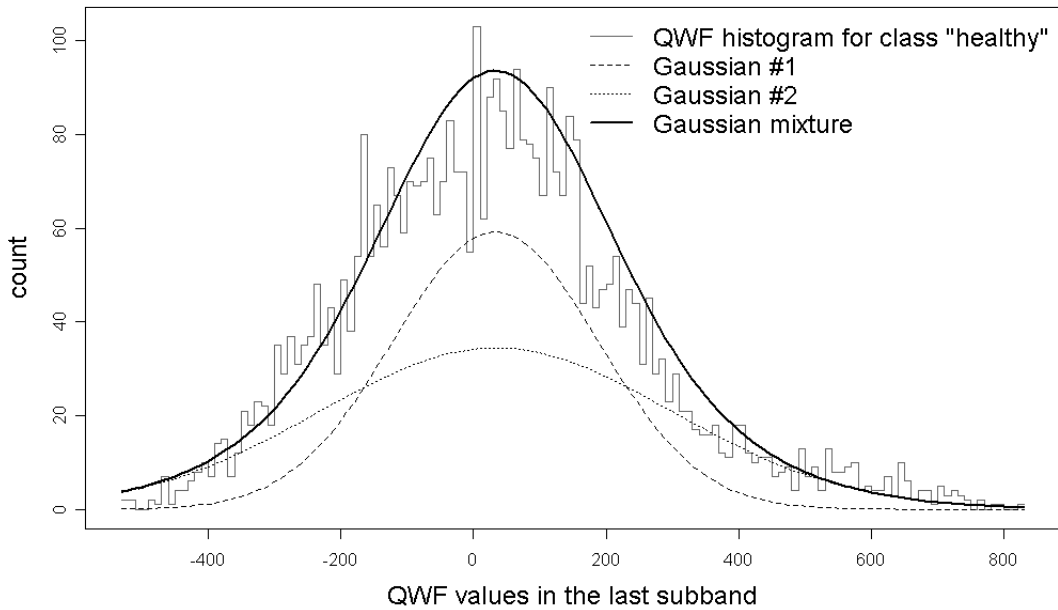 QWF histogram for class "healthy"
Gaussian #1
Gaussian #2
Gaussian mixture
count
100
80
60
40
20
0
-400 -200 0 200 400 600 800
QWF values in the last subband